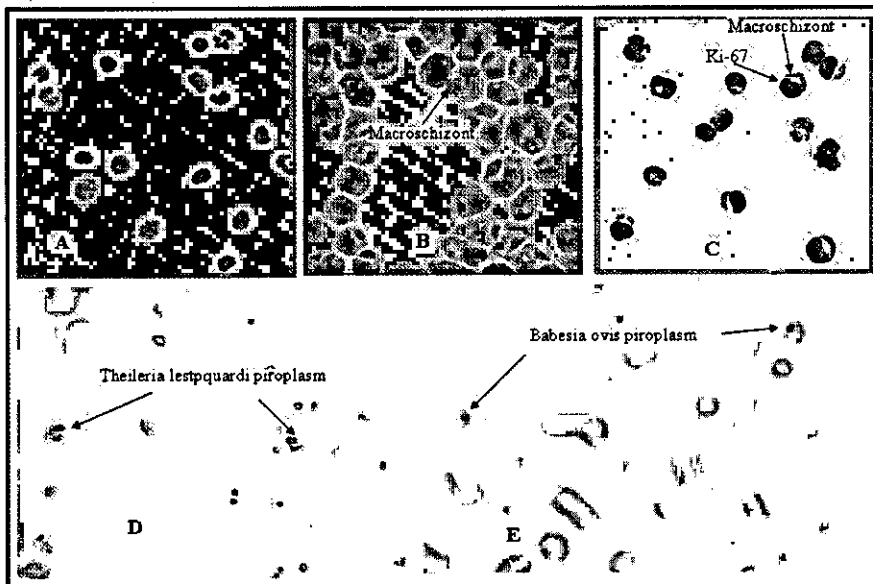 Macroschizont
Ki-67
Macroschizont
A
B
C
Babesia ovis piroplasm
Theileria lestpquardi piroplasm
D
E